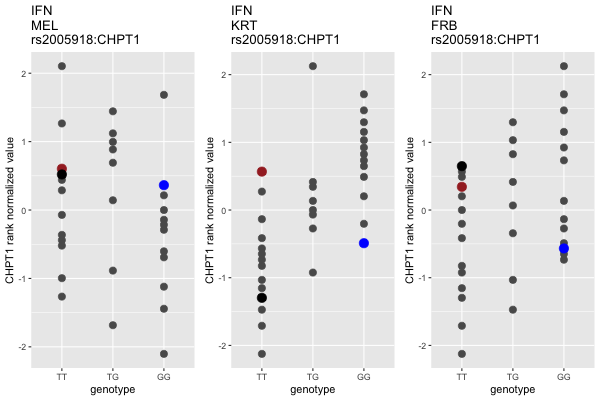 IFN
MEL
rs2005918:CHPT1
CHPT1 rank normalized value
2
1
0
-1
-2
TT TG GG
genotype
IFN
KRT
rs2005918:CHPT1
CHPT1 rank normalized value
2
1
0
-1
-2
TT TG GG
genotype
IFN
FRB
rs2005918:CHPT1
CHPT1 rank normalized value
2
1
0
-1
-2
TT TG GG
genotype